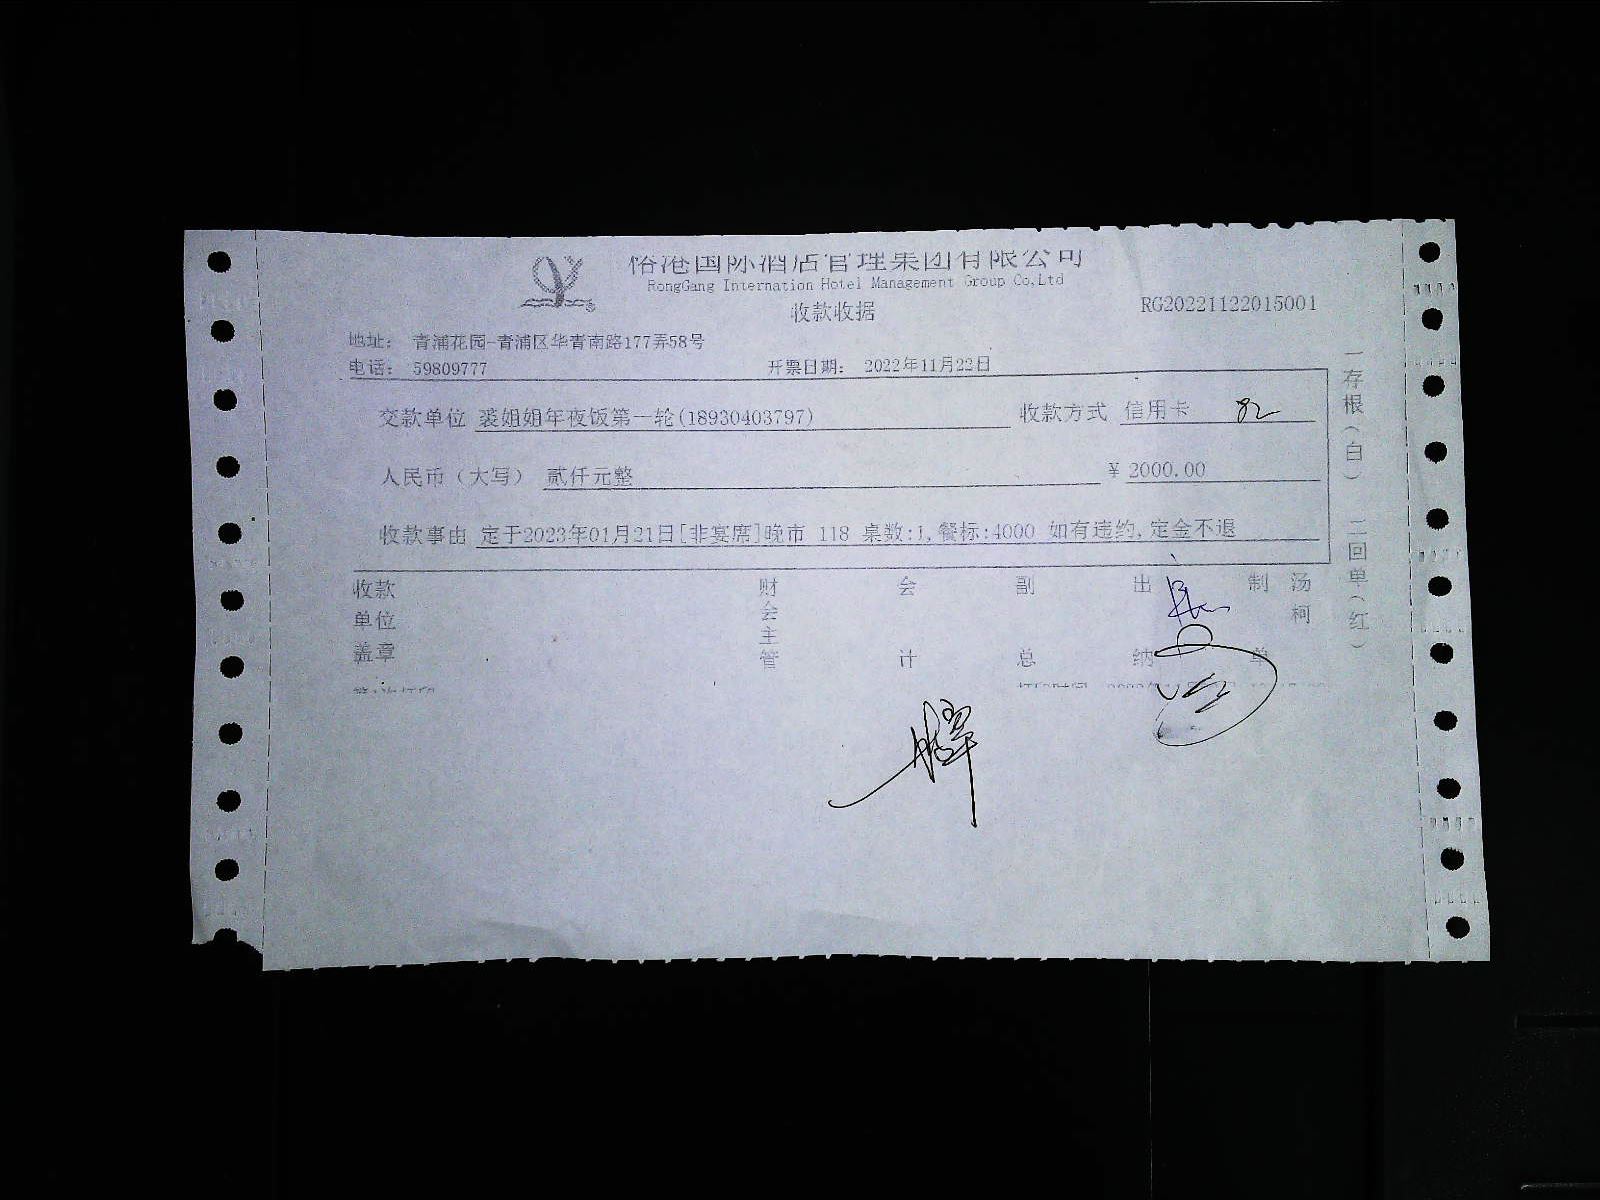 港国际酒店管理集团有限公司
RongGang Internation Hotel Management Group Co,Ltd
收款收据
RG20221122015001
地址： 青浦花园-青浦区华青南路177弄58号
电话： 59809777 开票日期： 2022年11月22日
交款单位 裘姐姐年夜饭第一轮(18930403797) 收款方式 信用卡
人民币（大写） 贰仟元整 ￥ 2000.00
收款事由 定于2023年01月21日[非宴席]晚市 118 桌数:1,餐标:4000 如有违约,定金不退
收款单位盖章 财会主管 会计 副总 出纳 制单 汤柯
一存根（白） 二回单（红）